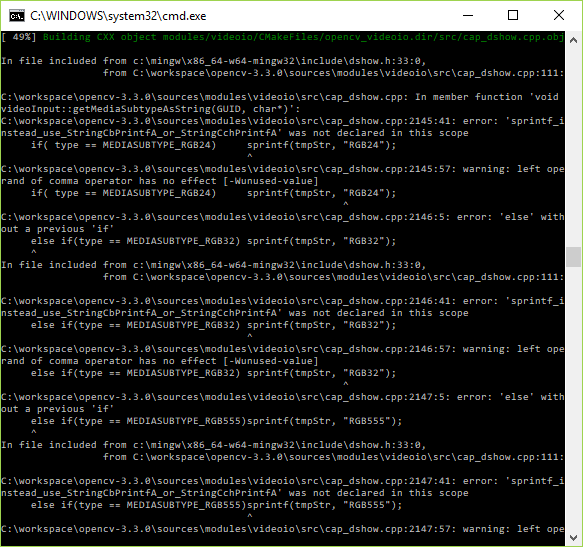 C:\WINDOWS\system32\cmd.exe
[ 49%] Building CXX object modules/videoio/CMakeFiles/opencv_videoio.dir/src/cap_dshow.cpp.obj
In file included from c:\mingw\x86_64-w64-mingw32\include\dshow.h:33:0,
                 from C:\workspace\opencv-3.3.0\sources\modules\videoio\src\cap_dshow.cpp:111:
C:\workspace\opencv-3.3.0\sources\modules\videoio\src\cap_dshow.cpp: In member function 'void
videoInput::getMediaSubtypeAsString(GUID, char*)':
C:\workspace\opencv-3.3.0\sources\modules\videoio\src\cap_dshow.cpp:2145:41: error: 'sprintf_i
nstead_use_StringCbPrintfA_or_StringCchPrintfA' was not declared in this scope
     if( type == MEDIASUBTYPE_RGB24)     sprintf(tmpStr, "RGB24");
                                         ^
C:\workspace\opencv-3.3.0\sources\modules\videoio\src\cap_dshow.cpp:2145:57: warning: left ope
rand of comma operator has no effect [-Wunused-value]
     if( type == MEDIASUBTYPE_RGB24)     sprintf(tmpStr, "RGB24");
                                                         ^
C:\workspace\opencv-3.3.0\sources\modules\videoio\src\cap_dshow.cpp:2146:5: error: 'else' with
out a previous 'if'
     else if(type == MEDIASUBTYPE_RGB32) sprintf(tmpStr, "RGB32");
     ^
In file included from c:\mingw\x86_64-w64-mingw32\include\dshow.h:33:0,
                 from C:\workspace\opencv-3.3.0\sources\modules\videoio\src\cap_dshow.cpp:111:
C:\workspace\opencv-3.3.0\sources\modules\videoio\src\cap_dshow.cpp:2146:41: error: 'sprintf_i
nstead_use_StringCbPrintfA_or_StringCchPrintfA' was not declared in this scope
     else if(type == MEDIASUBTYPE_RGB32) sprintf(tmpStr, "RGB32");
                                         ^
C:\workspace\opencv-3.3.0\sources\modules\videoio\src\cap_dshow.cpp:2146:57: warning: left ope
rand of comma operator has no effect [-Wunused-value]
     else if(type == MEDIASUBTYPE_RGB32) sprintf(tmpStr, "RGB32");
                                                         ^
C:\workspace\opencv-3.3.0\sources\modules\videoio\src\cap_dshow.cpp:2147:5: error: 'else' with
out a previous 'if'
     else if(type == MEDIASUBTYPE_RGB555)sprintf(tmpStr, "RGB555");
     ^
In file included from c:\mingw\x86_64-w64-mingw32\include\dshow.h:33:0,
                 from C:\workspace\opencv-3.3.0\sources\modules\videoio\src\cap_dshow.cpp:111:
C:\workspace\opencv-3.3.0\sources\modules\videoio\src\cap_dshow.cpp:2147:41: error: 'sprintf_i
nstead_use_StringCbPrintfA_or_StringCchPrintfA' was not declared in this scope
     else if(type == MEDIASUBTYPE_RGB555)sprintf(tmpStr, "RGB555");
                                         ^
C:\workspace\opencv-3.3.0\sources\modules\videoio\src\cap_dshow.cpp:2147:57: warning: left ope